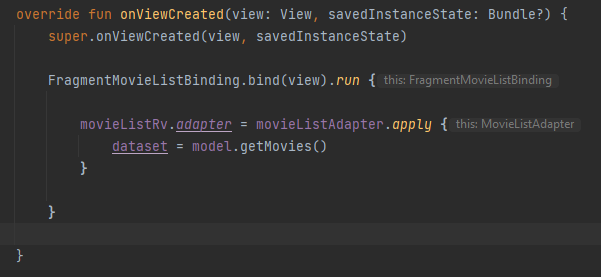 override fun onViewCreated(view: View, savedInstanceState: Bundle?) {
super.onViewCreated(view, savedInstanceState)
FragmentMovieListBinding.bind(view).run { this: FragmentMovieListBinding
movieListRv.adapter = movieListAdapter.apply { this: MovieListAdapter
dataset = model.getMovies()
}
}
}